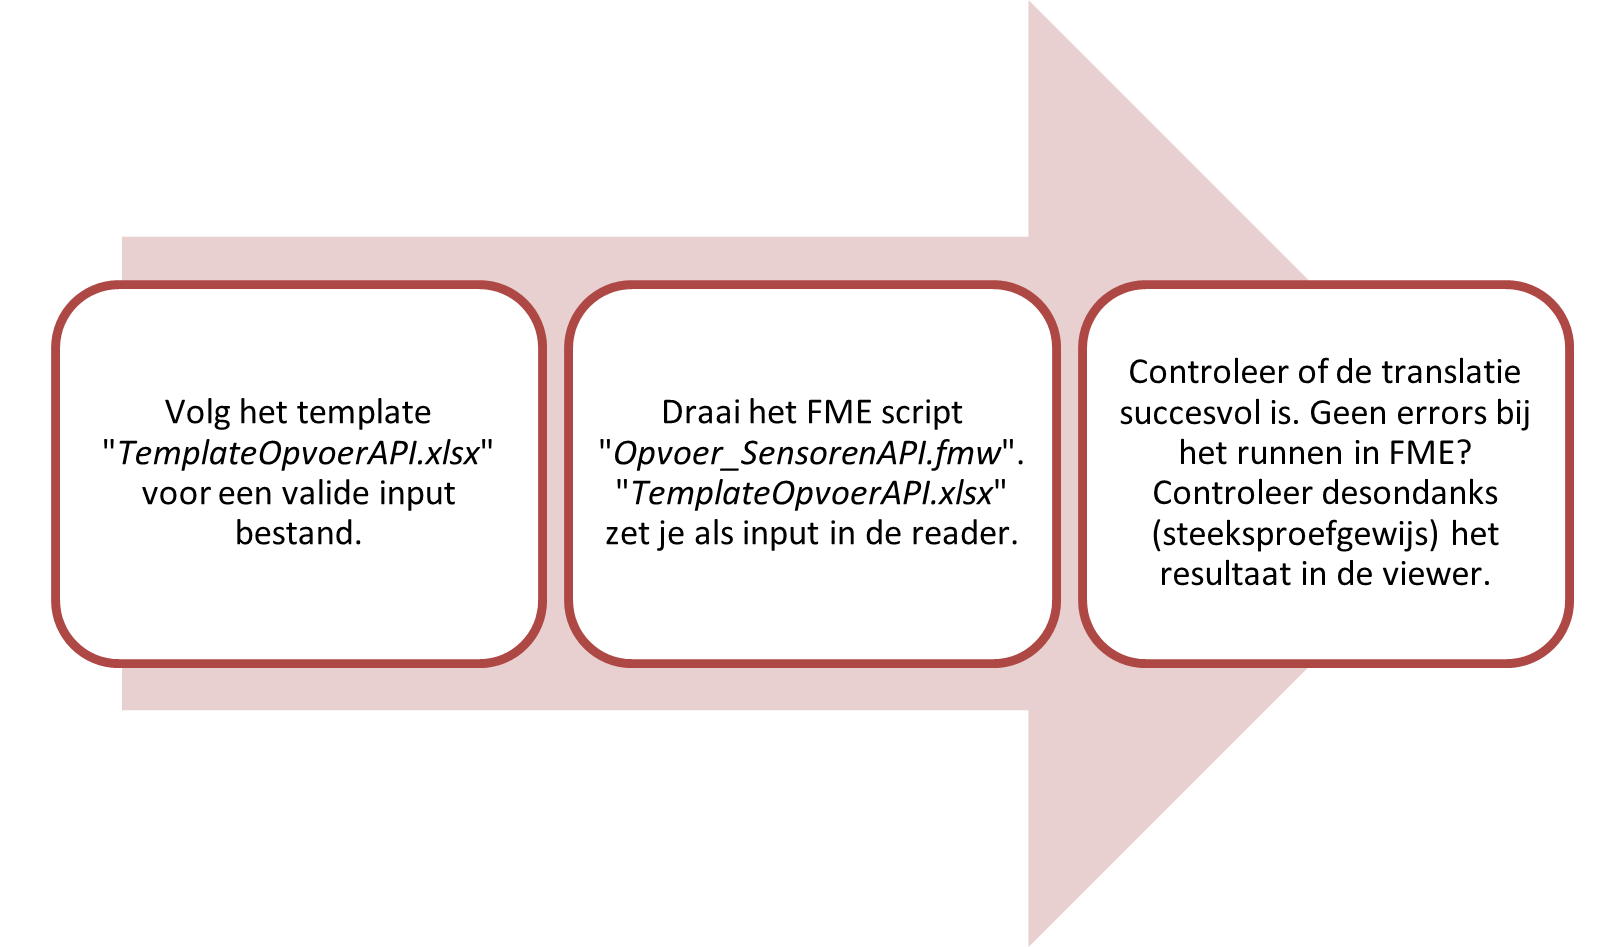 Volg het template
"TemplateOpvoerAPI.xlsx"
voor een valide input
bestand.
Draai het FME script
"Opvoer_SensorenAPI.fmw".
"TemplateOpvoerAPI.xlsx"
zet je als input in de reader.
Controleer of de translatie
succesvol is. Geen errors bij
het runnen in FME?
Controleer desondanks
(steeksproefgewijs) het
resultaat in de viewer.